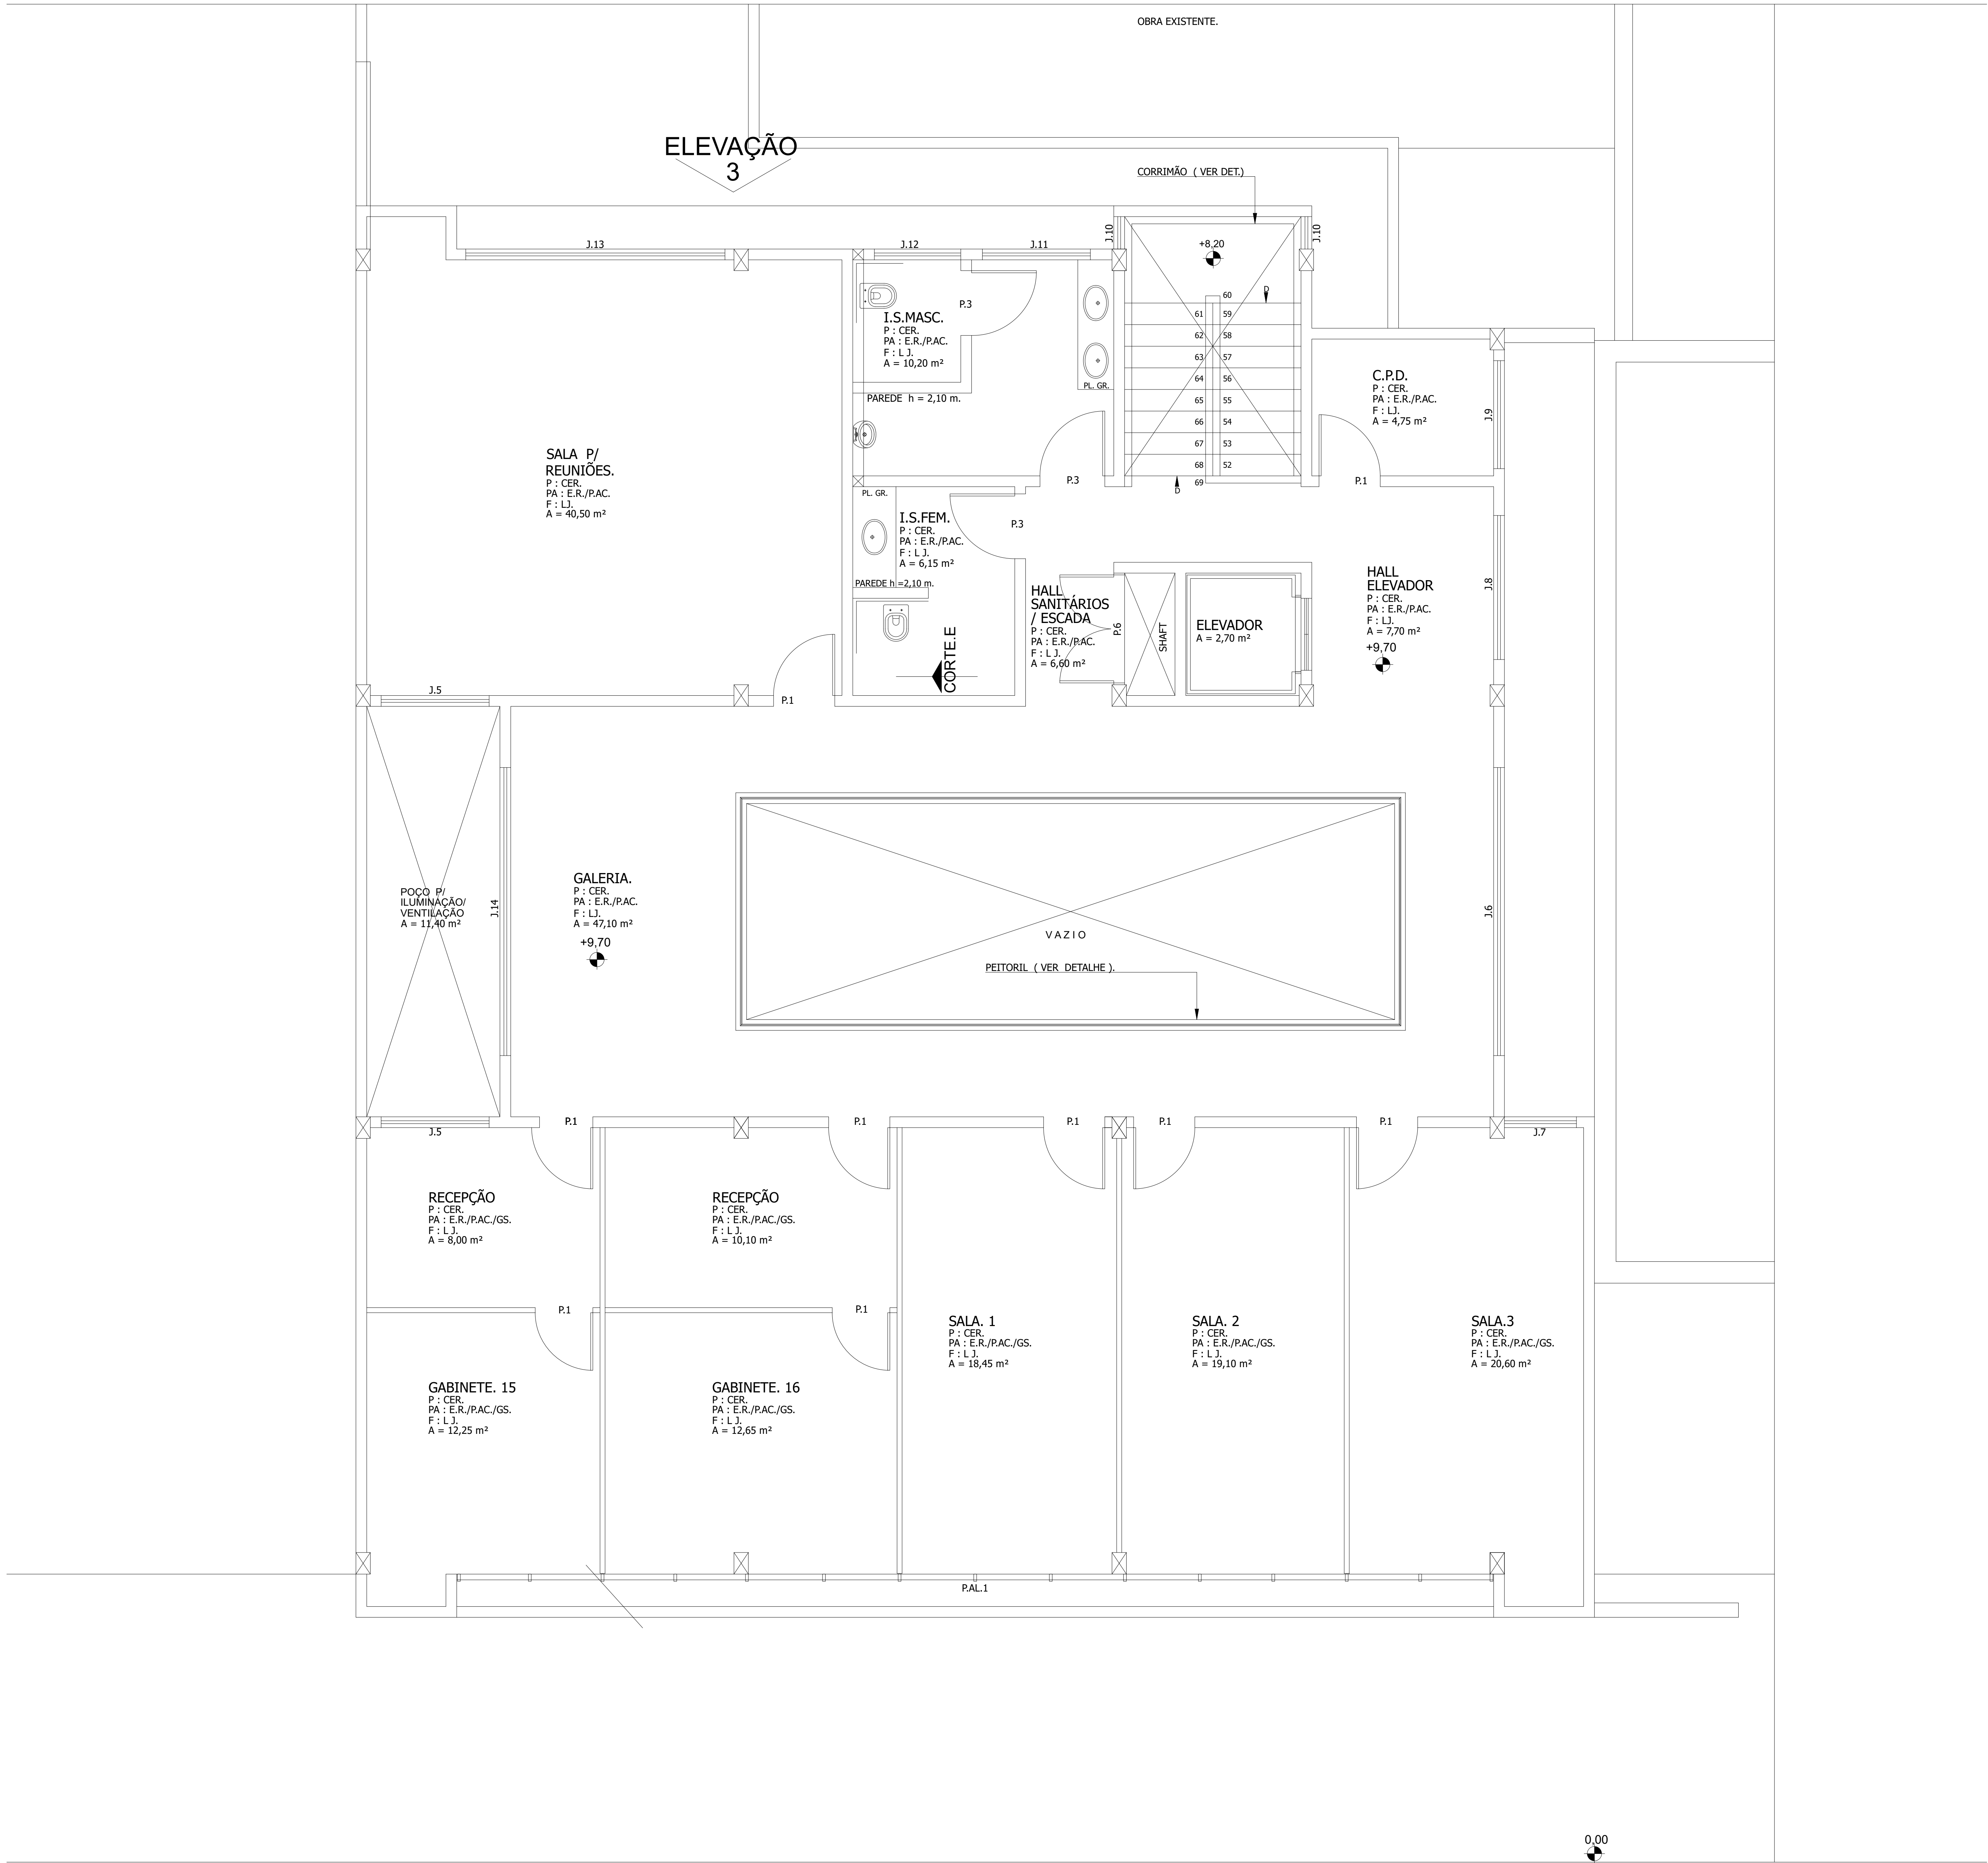 OBRA EXISTENTE.
ELEVAÇÃO
3
CORRIMÃO ( VER DET.)
J.13
J.12
J.11
J.10
J.10
+8,20
D
60
61
59
62
58
63
57
64
56
65
55
66
54
67
53
68
52
69
D
P.3
I.S.MASC.
P : CER.
PA : E.R./P.AC.
F : L J.
A = 10,20 m²
PL. GR.
PAREDE h = 2,10 m.
C.P.D.
P : CER.
PA : E.R./P.AC.
F : LJ.
A = 4,75 m²
J.9
SALA P/
REUNIÕES.
P : CER.
PA : E.R./P.AC.
F : LJ.
A = 40,50 m²
P.3
P.1
PL. GR.
I.S.FEM.
P : CER.
PA : E.R./P.AC.
F : L J.
A = 6,15 m²
P.3
PAREDE h =2,10 m.
HALL
SANITÁRIOS
/ ESCADA
P : CER.
PA : E.R./P.AC.
F : L J.
A = 6,60 m²
P.6
SHAFT
ELEVADOR
A = 2,70 m²
HALL
ELEVADOR
P : CER.
PA : E.R./P.AC.
F : LJ.
A = 7,70 m²
+9,70
J.8
CORTE.E
J.5
P.1
POÇO P/
ILUMINAÇÃO/
VENTILAÇÃO
A = 11,40 m²
J.14
GALERIA.
P : CER.
PA : E.R./P.AC.
F : LJ.
A = 47,10 m²
+9,70
V A Z I O
PEITORIL ( VER DETALHE ).
J.6
J.5
P.1
P.1
P.1
P.1
P.1
J.7
RECEPÇÃO
P : CER.
PA : E.R./P.AC./GS.
F : L J.
A = 8,00 m²
RECEPÇÃO
P : CER.
PA : E.R./P.AC./GS.
F : L J.
A = 10,10 m²
P.1
P.1
SALA. 1
P : CER.
PA : E.R./P.AC./GS.
F : L J.
A = 18,45 m²
SALA. 2
P : CER.
PA : E.R./P.AC./GS.
F : L J.
A = 19,10 m²
SALA.3
P : CER.
PA : E.R./P.AC./GS.
F : L J.
A = 20,60 m²
GABINETE. 15
P : CER.
PA : E.R./P.AC./GS.
F : L J.
A = 12,25 m²
GABINETE. 16
P : CER.
PA : E.R./P.AC./GS.
F : L J.
A = 12,65 m²
P.AL.1
0,00